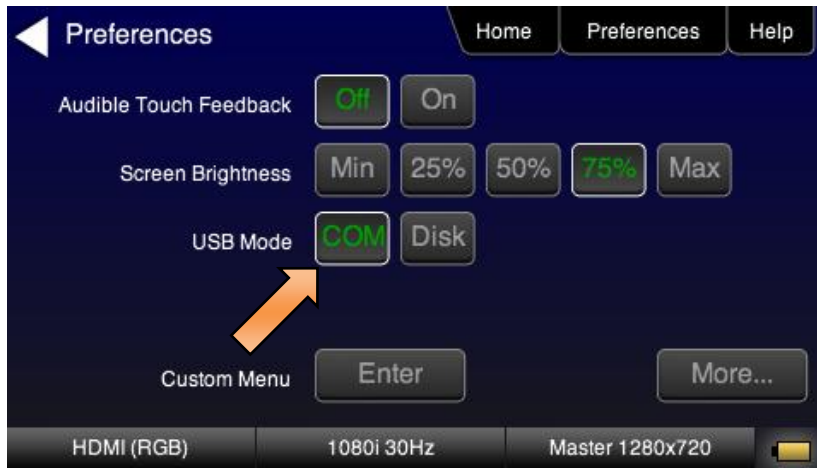 Preferences Home Preferences Help
Audible Touch Feedback Off On
Screen Brightness Min 25% 50% 75% Max
USB Mode COM Disk
Custom Menu Enter More...
HDMI (RGB) 1080i 30Hz Master 1280x720